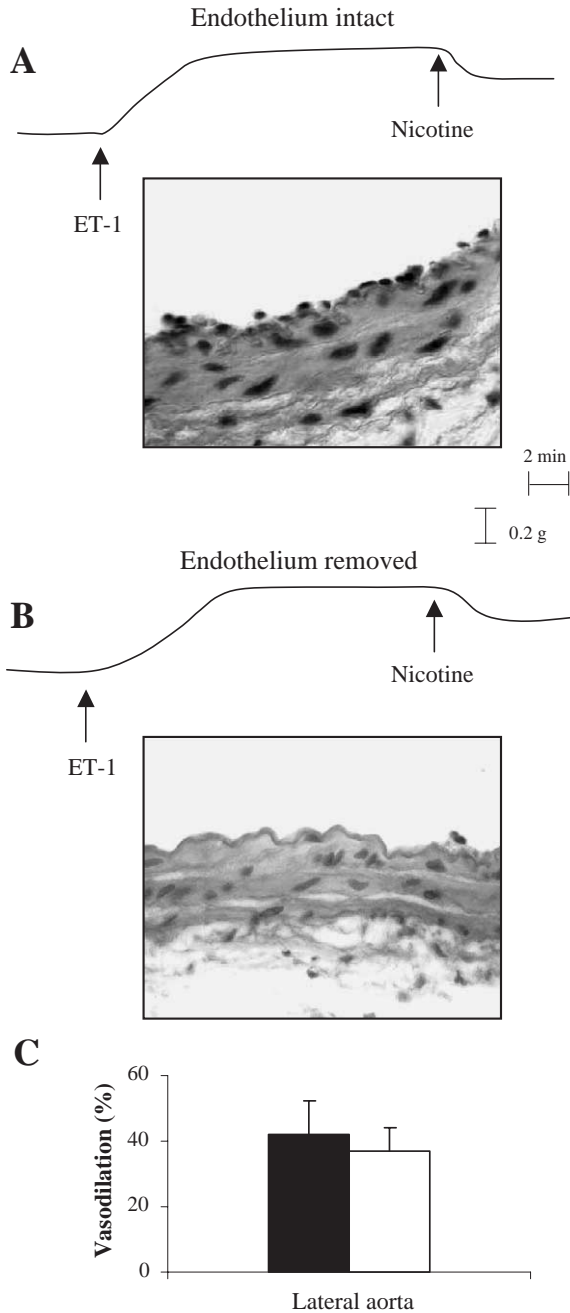 Endothelium intact
A
Nicotine
ET-1
2 min
0.2 g
Endothelium removed
B
Nicotine
ET-1
C
Vasodilation (%)
60
40
20
0
Lateral aorta